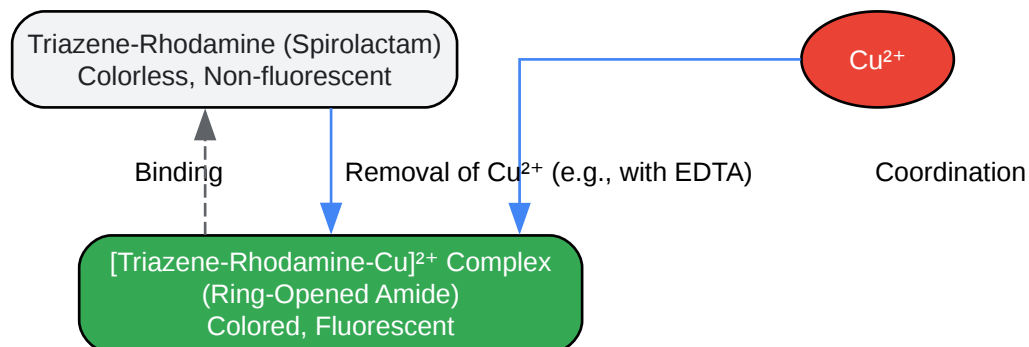 Triazene-Rhodamine (Spirolactam)
Colorless, Non-fluorescent
Cu²⁺
Binding
Removal of Cu²⁺ (e.g., with EDTA)
Coordination
[Triazene-Rhodamine-Cu]²⁺ Complex
(Ring-Opened Amide)
Colored, Fluorescent